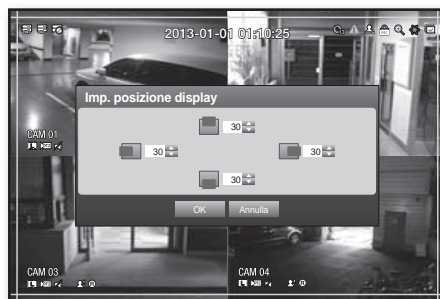 2013-01-01 01:10:25
Imp. posizione display
30
CAM 01
30
30
30
OK Annulla
CAM 03
CAM 04